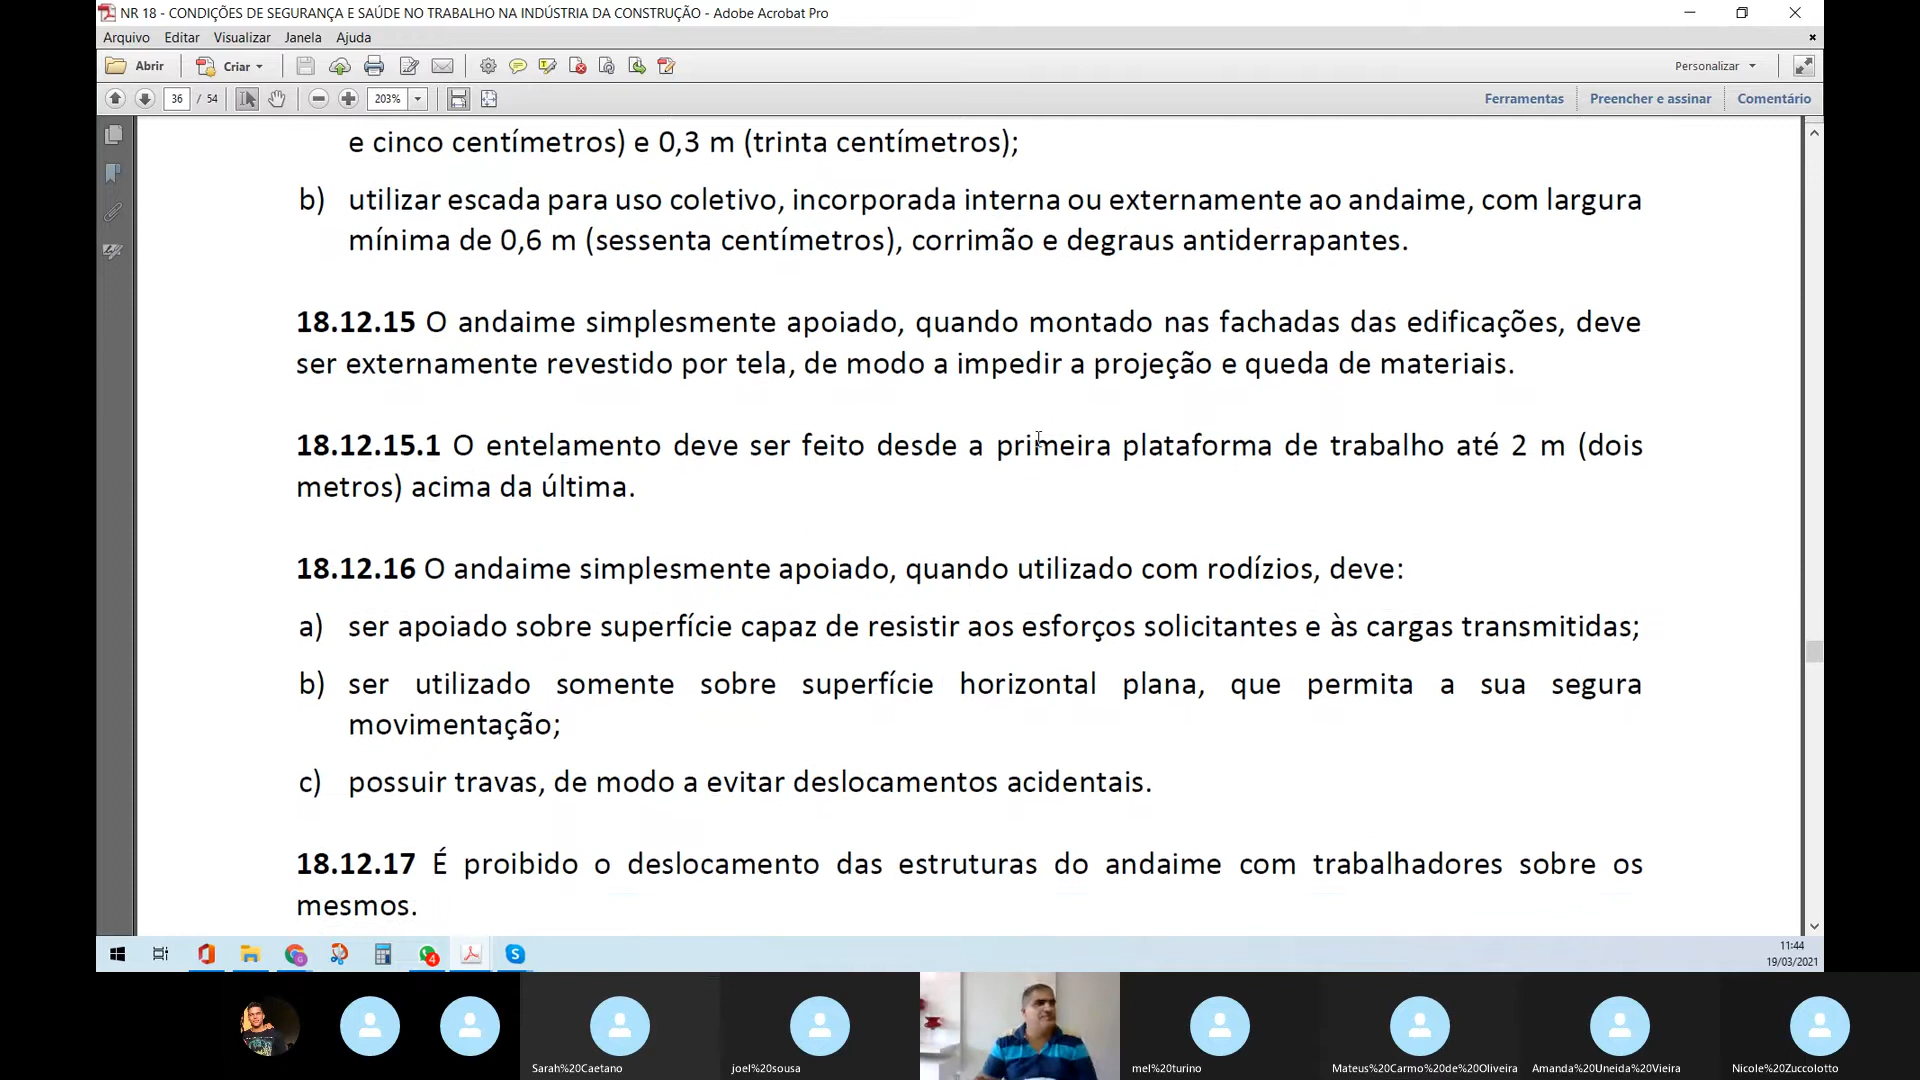 NR 18 - CONDIÇÕES DE SEGURANÇA E SAÚDE NO TRABALHO NA INDÚSTRIA DA CONSTRUÇÃO - Adobe Acrobat Pro
Arquivo Editar Visualizar Janela Ajuda
Abrir Criar Personalizar
36 / 54 203% Ferramentas Preencher e assinar Comentário
e cinco centímetros) e 0,3 m (trinta centímetros);
b) utilizar escada para uso coletivo, incorporada interna ou externamente ao andaime, com largura
mínima de 0,6 m (sessenta centímetros), corrimão e degraus antiderrapantes.
18.12.15 O andaime simplesmente apoiado, quando montado nas fachadas das edificações, deve
ser externamente revestido por tela, de modo a impedir a projeção e queda de materiais.
18.12.15.1 O entelamento deve ser feito desde a primeira plataforma de trabalho até 2 m (dois
metros) acima da última.
18.12.16 O andaime simplesmente apoiado, quando utilizado com rodízios, deve:
a) ser apoiado sobre superfície capaz de resistir aos esforços solicitantes e às cargas transmitidas;
b) ser utilizado somente sobre superfície horizontal plana, que permita a sua segura
movimentação;
c) possuir travas, de modo a evitar deslocamentos acidentais.
18.12.17 É proibido o deslocamento das estruturas do andaime com trabalhadores sobre os
mesmos.
4
11:44
19/03/2021
Sarah%20Caetano joel%20sousa mel%20turino Mateus%20Carmo%20de%20Oliveira Amanda%20Uneida%20Vieira Nicole%20Zuccolotto